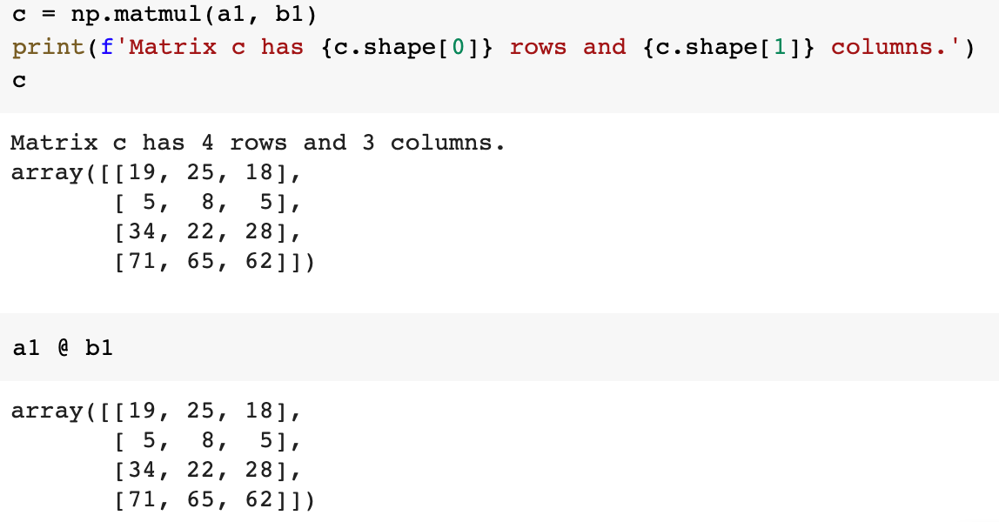 c = np.matmul(a1, b1)
print(f'Matrix c has {c.shape[0]} rows and {c.shape[1]} columns.')
c
Matrix c has 4 rows and 3 columns.
array([[19, 25, 18],
       [ 5,  8,  5],
       [34, 22, 28],
       [71, 65, 62]])
a1 @ b1
array([[19, 25, 18],
       [ 5,  8,  5],
       [34, 22, 28],
       [71, 65, 62]])